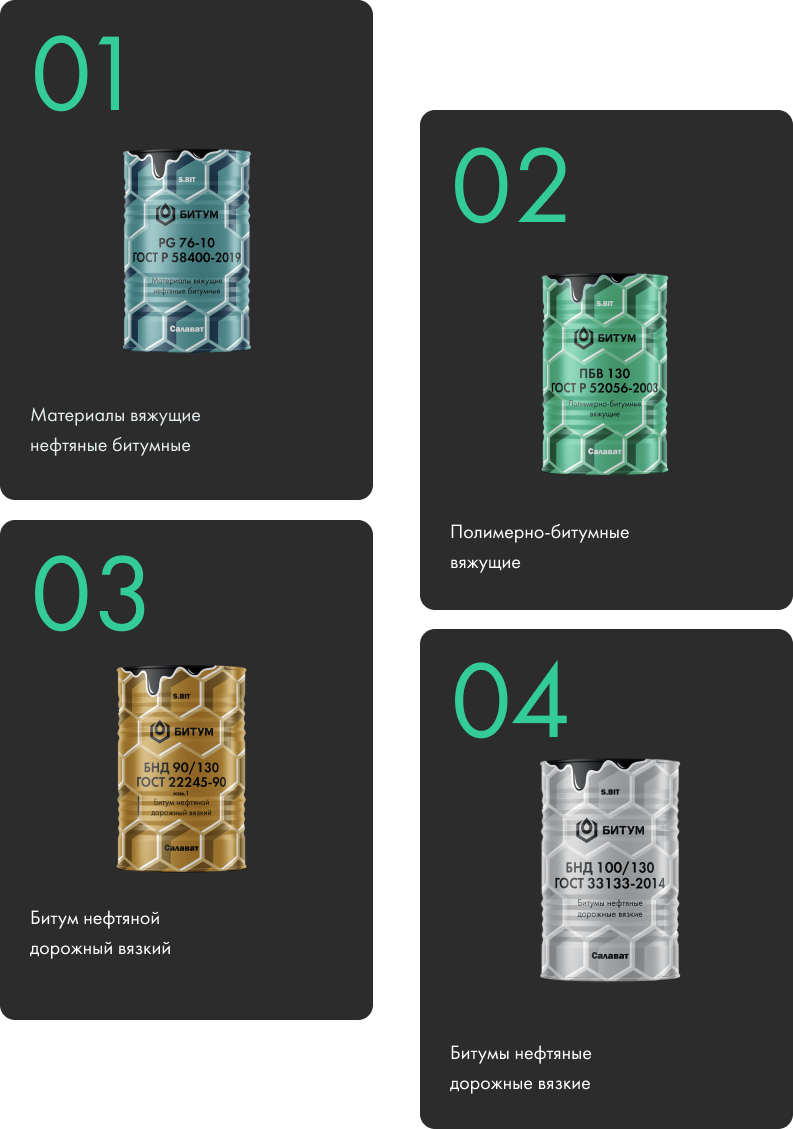 01
S.BIT
БИТУМ
PG 76-10
ГОСТ Р 58400-2019
Материалы вяжущие
нефтяные битумные
Салават
Материалы вяжущие
нефтяные битумные
02
S.BIT
БИТУМ
ПБВ 130
ГОСТ Р 52056-2003
Полимерно-битумные
вяжущие
Салават
Полимерно-битумные
вяжущие
03
S.BIT
БИТУМ
БНД 90/130
ГОСТ 22245-90
изм.1
битум нефтяной
дорожный вязкий
Салават
Битум нефтяной
дорожный вязкий
04
S.BIT
БИТУМ
БНД 100/130
ГОСТ 33133-2014
Битумы нефтяные
дорожные вязкие
Салават
Битумы нефтяные
дорожные вязкие